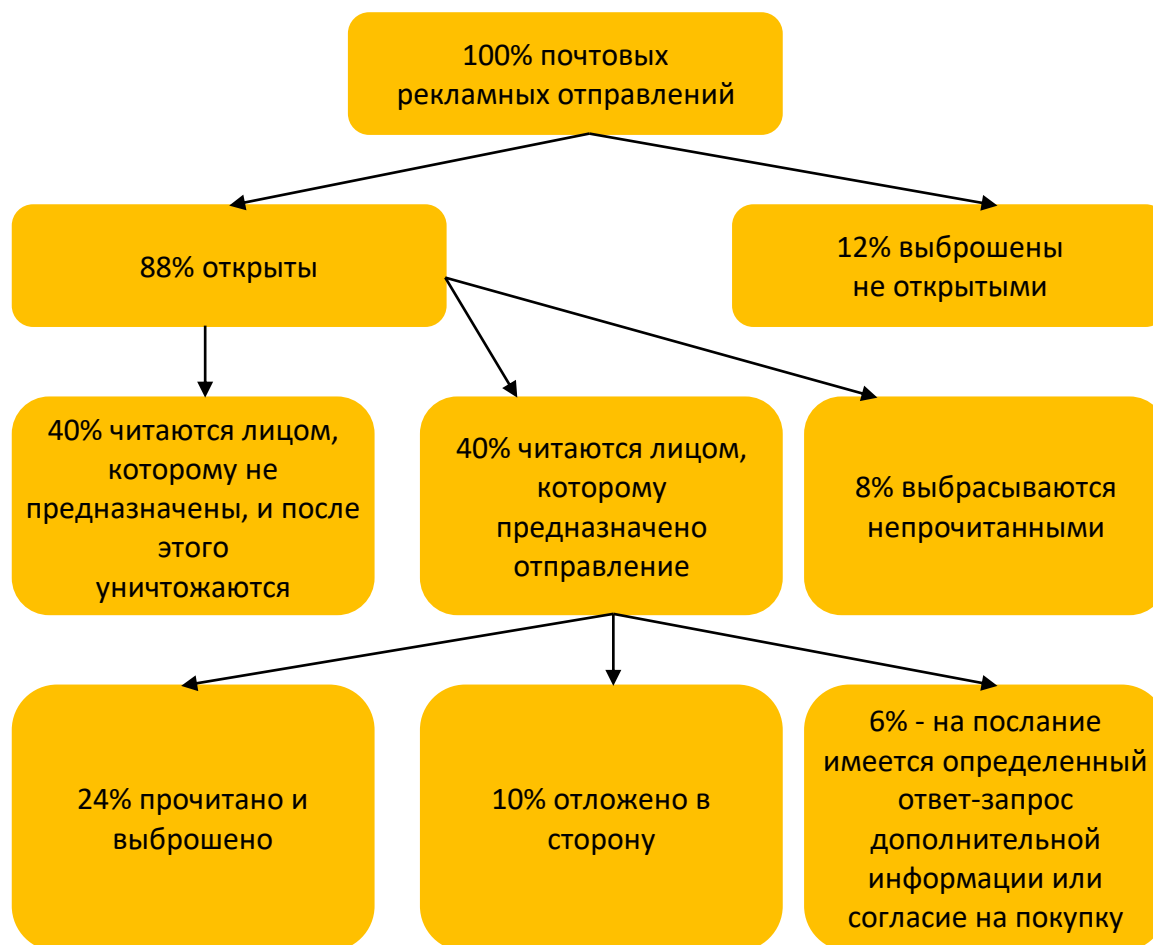 100% почтовых
рекламных отправлений
88% открыты
12% выброшены
не открытыми
40% читаются лицом,
которому не
предназначены, и после
этого
уничтожаются
40% читаются лицом,
которому
предназначено
отправление
8% выбрасываются
непрочитанными
24% прочитано и
выброшено
10% отложено в
сторону
6% - на послание
имеется определенный
ответ-запрос
дополнительной
информации или
согласие на покупку